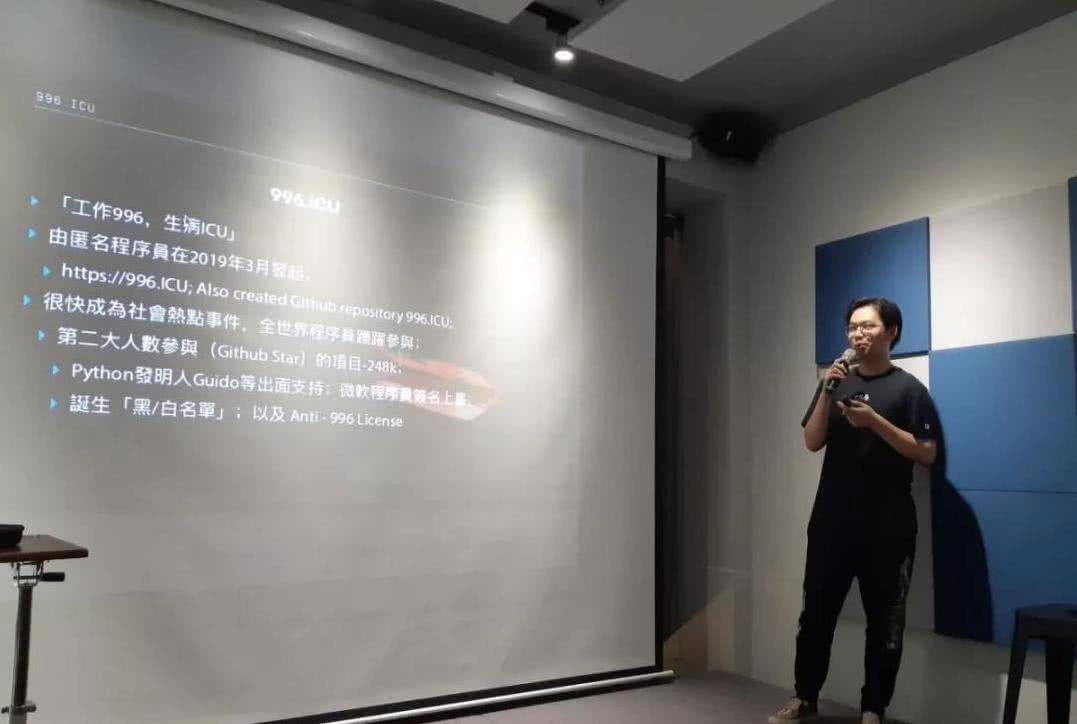 996.ICU
996.ICU
「工作996，生病ICU」
由匿名程序員在2019年3月發起，
https://996.ICU; Also created Github repository 996.ICU;
很快成為社會熱點事件，全世界程序員踴躍參與；
第二大人數參與（Github Star）的項目-248k，
Python發明人Guido等出面支持；微軟程序員簽名上書；
誕生「黑/白名單」；以及 Anti - 996 License